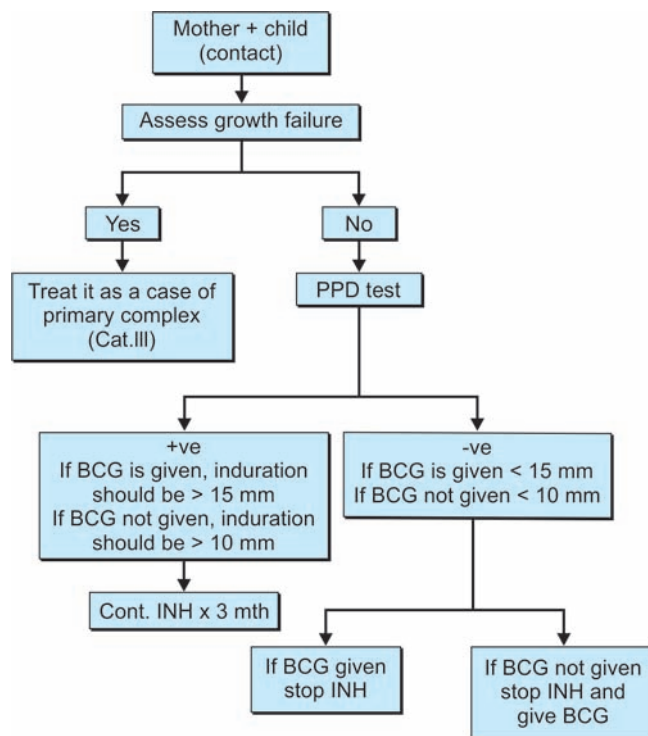 Mother + child
(contact)
Assess growth failure
Yes
No
Treat it as a case of
primary complex
(Cat.III)
PPD test
+ve
If BCG is given, induration
should be > 15 mm
If BCG not given, induration
should be > 10 mm
-ve
If BCG is given < 15 mm
If BCG not given < 10 mm
Cont. INH x 3 mth
If BCG given
stop INH
If BCG not given
stop INH and
give BCG